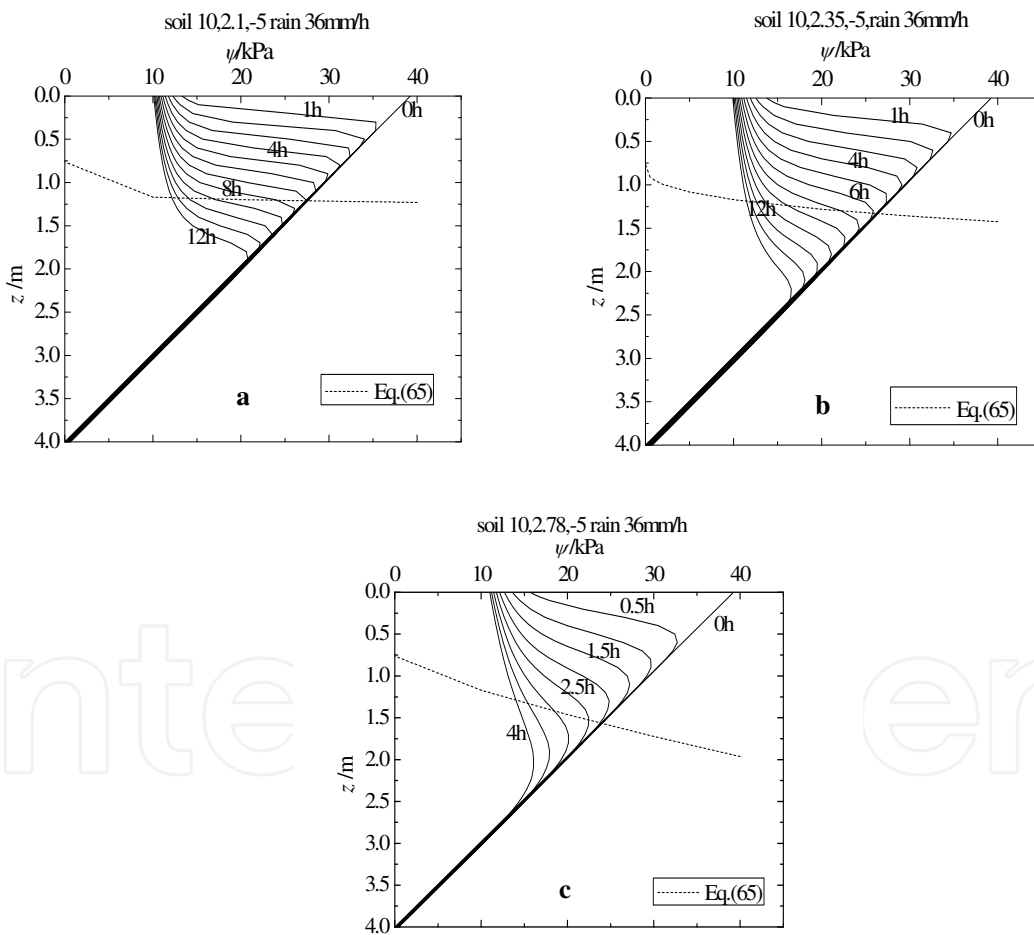 soil 10,2.1,-5 rain 36mm/h
ψ/kPa
0 10 20 30 40
0.0
0.5
1.0
1.5
2.0
2.5
3.0
3.5
4.0
z /m
1h
0h
4h
8h
12h
a
Eq.(65)
soil 10,2.35,-5,rain 36mm/h
ψ/kPa
0 10 20 30 40
0.0
0.5
1.0
1.5
2.0
2.5
3.0
3.5
4.0
z /m
1h
0h
4h
6h
12h
b
Eq.(65)
soil 10,2.78,-5 rain 36mm/h
ψ/kPa
0 10 20 30 40
0.0
0.5
1.0
1.5
2.0
2.5
3.0
3.5
4.0
z /m
0.5h
0h
1.5h
2.5h
4h
c
Eq.(65)
nte
en